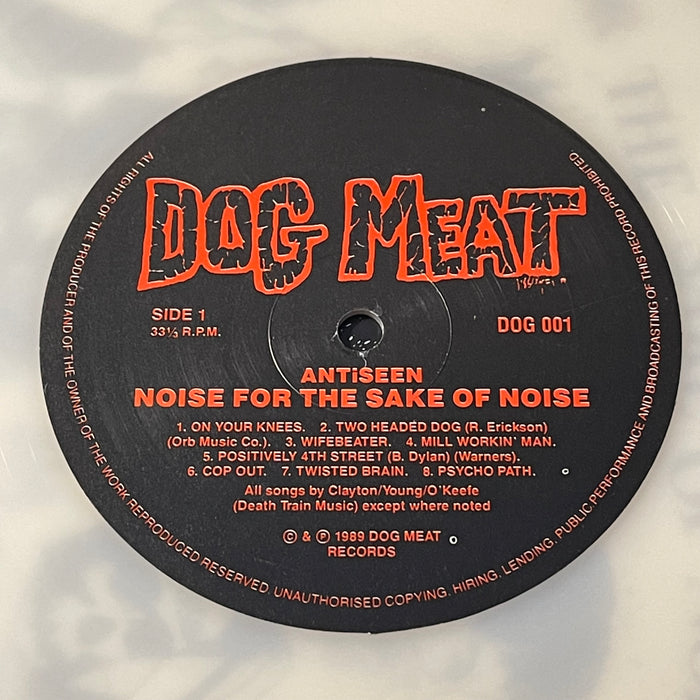 DOG MEAT
SIDE 1
33⅓ R.P.M.
DOG 001
ANTiSEEN
NOISE FOR THE SAKE OF NOISE
1. ON YOUR KNEES. 2. TWO HEADED DOG (R. Erickson)
(Orb Music Co.). 3. WIFEBEATER. 4. MILL WORKIN' MAN.
5. POSITIVELY 4TH STREET (B. Dylan) (Warners).
6. COP OUT. 7. TWISTED BRAIN. 8. PSYCHO PATH.
All songs by Clayton/Young/O'Keefe
(Death Train Music) except where noted
© & ℗ 1989 DOG MEAT
RECORDS
ALL RIGHTS OF THE PRODUCER AND OF THE OWNER OF THE WORK REPRODUCED RESERVED. UNAUTHORISED COPYING. HIRING. LENDING. PUBLIC PERFORMANCE AND BROADCASTING OF THIS RECORD PROHIBITED